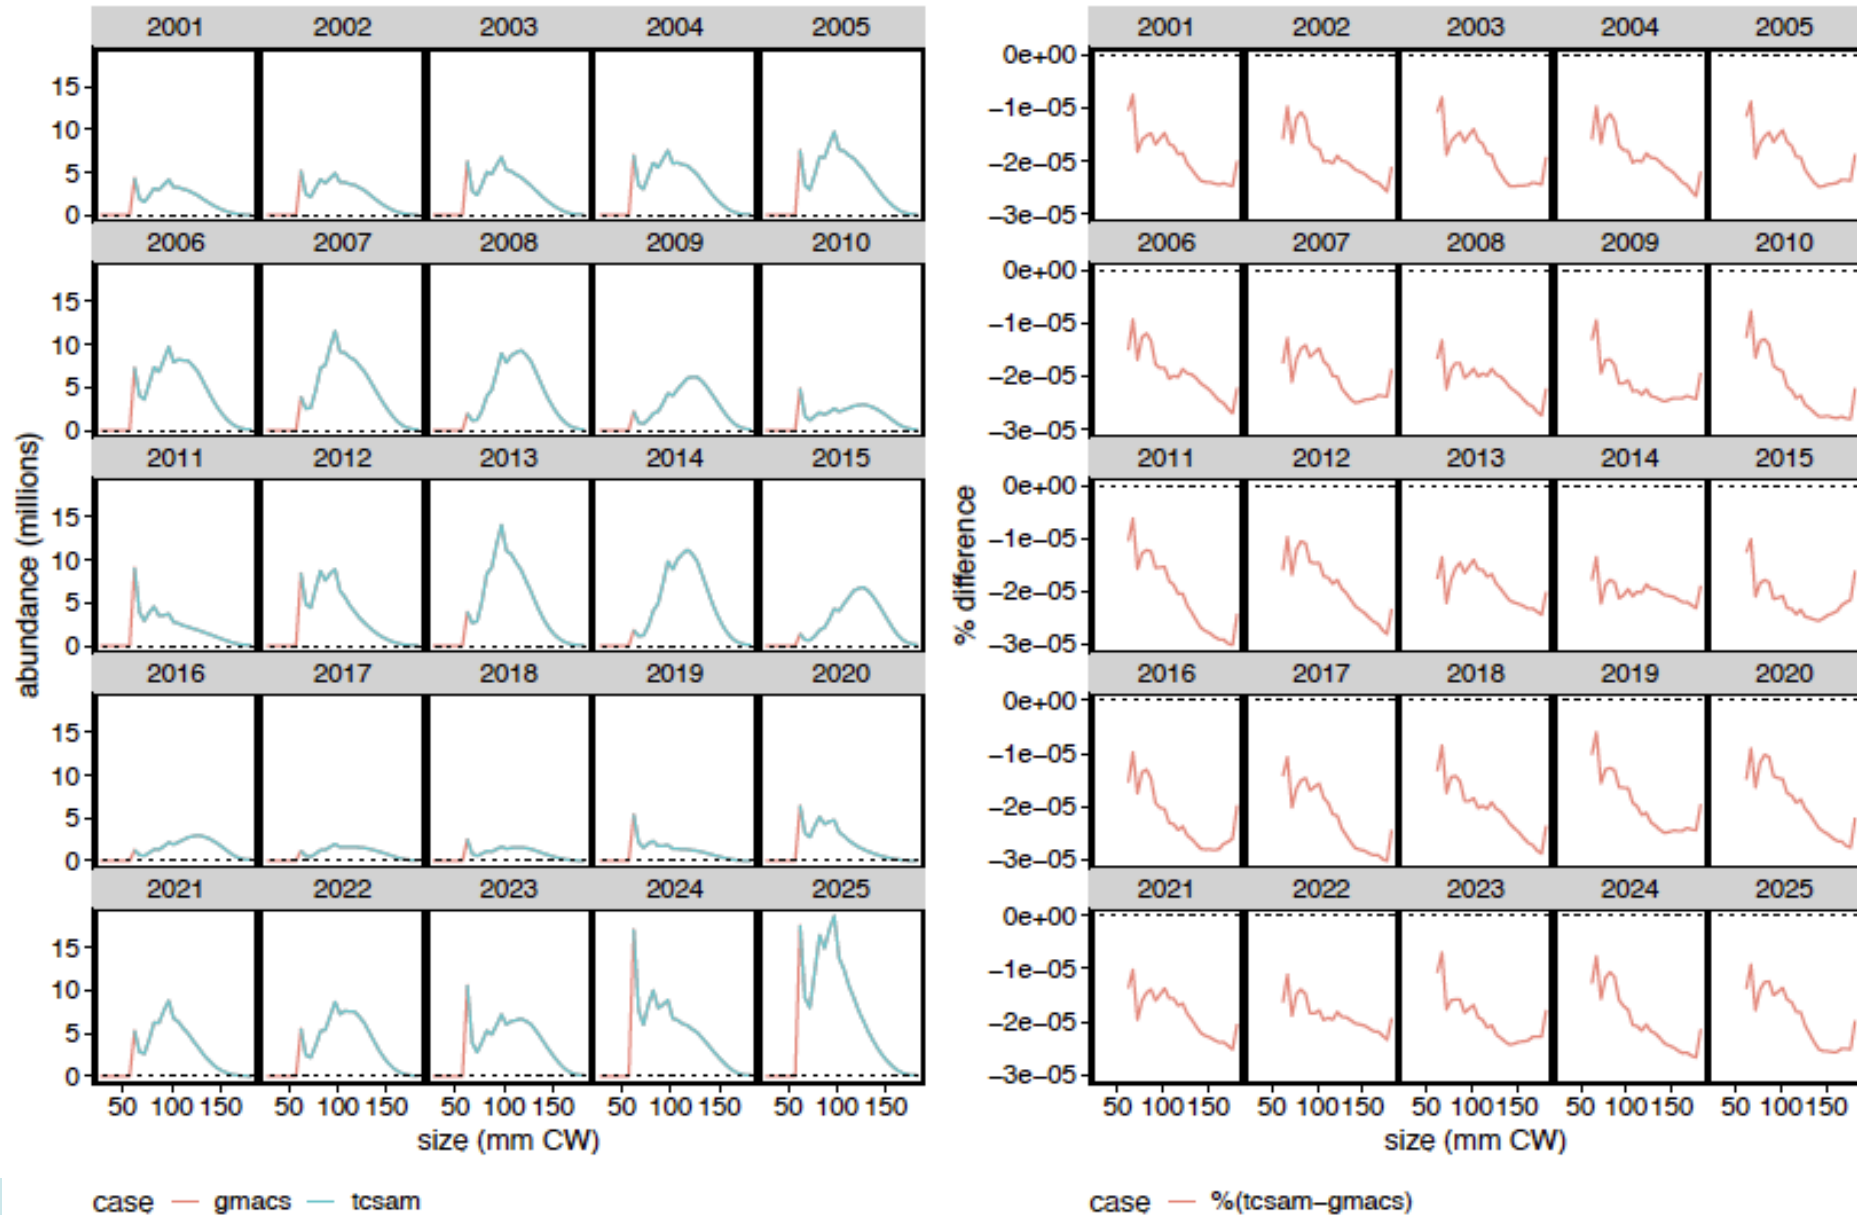 2001 2002 2003 2004 2005
15
10
5
0
2006 2007 2008 2009 2010
15
10
5
0
2011 2012 2013 2014 2015
15
10
5
0
2016 2017 2018 2019 2020
15
10
5
0
2021 2022 2023 2024 2025
15
10
5
0
50 100 150 50 100 150 50 100 150 50 100 150 50 100 150
abundance (millions)
size (mm CW)
case gmacs tcsam
2001 2002 2003 2004 2005
0e+00
−1e−05
−2e−05
−3e−05
2006 2007 2008 2009 2010
0e+00
−1e−05
−2e−05
−3e−05
2011 2012 2013 2014 2015
0e+00
−1e−05
−2e−05
−3e−05
2016 2017 2018 2019 2020
0e+00
−1e−05
−2e−05
−3e−05
2021 2022 2023 2024 2025
0e+00
−1e−05
−2e−05
−3e−05
50 100 150 50 100 150 50 100 150 50 100 150 50 100 150
% difference
size (mm CW)
case %(tcsam−gmacs)